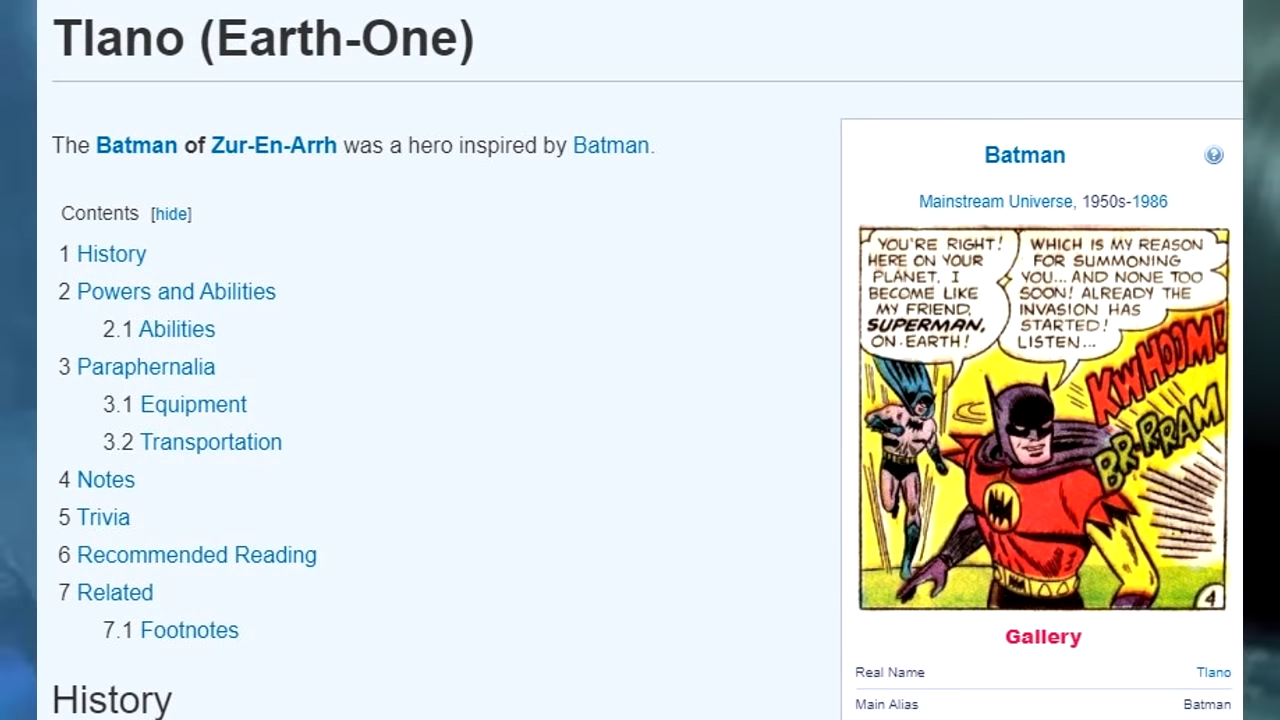 Tlano (Earth-One)
The Batman of Zur-En-Arrh was a hero inspired by Batman.
Contents [hide]
1 History
2 Powers and Abilities
2.1 Abilities
3 Paraphernalia
3.1 Equipment
3.2 Transportation
4 Notes
5 Trivia
6 Recommended Reading
7 Related
7.1 Footnotes
History
Batman
?
Mainstream Universe, 1950s-1986
YOU'RE RIGHT!
HERE ON YOUR
PLANET, I
BECOME LIKE
MY FRIEND,
SUPERMAN,
ON EARTH!
WHICH IS MY REASON
FOR SUMMONING
YOU... AND NONE TOO
SOON! ALREADY THE
INVASION HAS
STARTED!
LISTEN...
KWHOOM!
BR-RRAM
4
Gallery
Real Name Tlano
Main Alias Batman